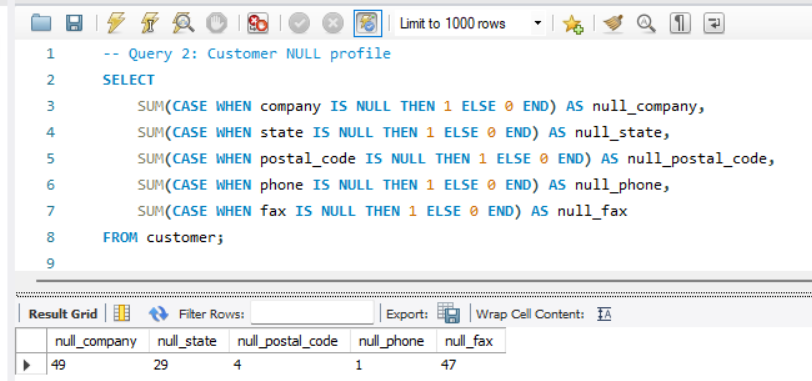 Limit to 1000 rows
1 -- Query 2: Customer NULL profile
2 SELECT
3 SUM(CASE WHEN company IS NULL THEN 1 ELSE 0 END) AS null_company,
4 SUM(CASE WHEN state IS NULL THEN 1 ELSE 0 END) AS null_state,
5 SUM(CASE WHEN postal_code IS NULL THEN 1 ELSE 0 END) AS null_postal_code,
6 SUM(CASE WHEN phone IS NULL THEN 1 ELSE 0 END) AS null_phone,
7 SUM(CASE WHEN fax IS NULL THEN 1 ELSE 0 END) AS null_fax
8 FROM customer;
9
Result Grid Filter Rows: Export: Wrap Cell Content: IA
null_company null_state null_postal_code null_phone null_fax
49 29 4 1 47